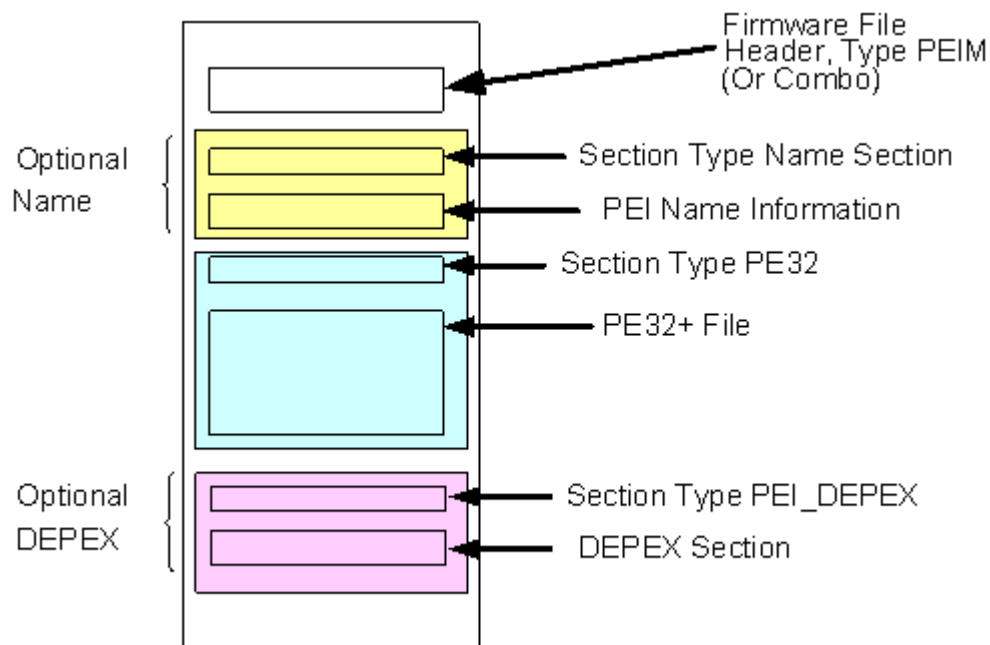 Firmware File
Header, Type PEIM
(Or Combo)
Optional
Name
Section Type Name Section
PEI Name Information
Section Type PE32
PE32+ File
Optional
DEPEX
Section Type PEI_DEPEX
DEPEX Section